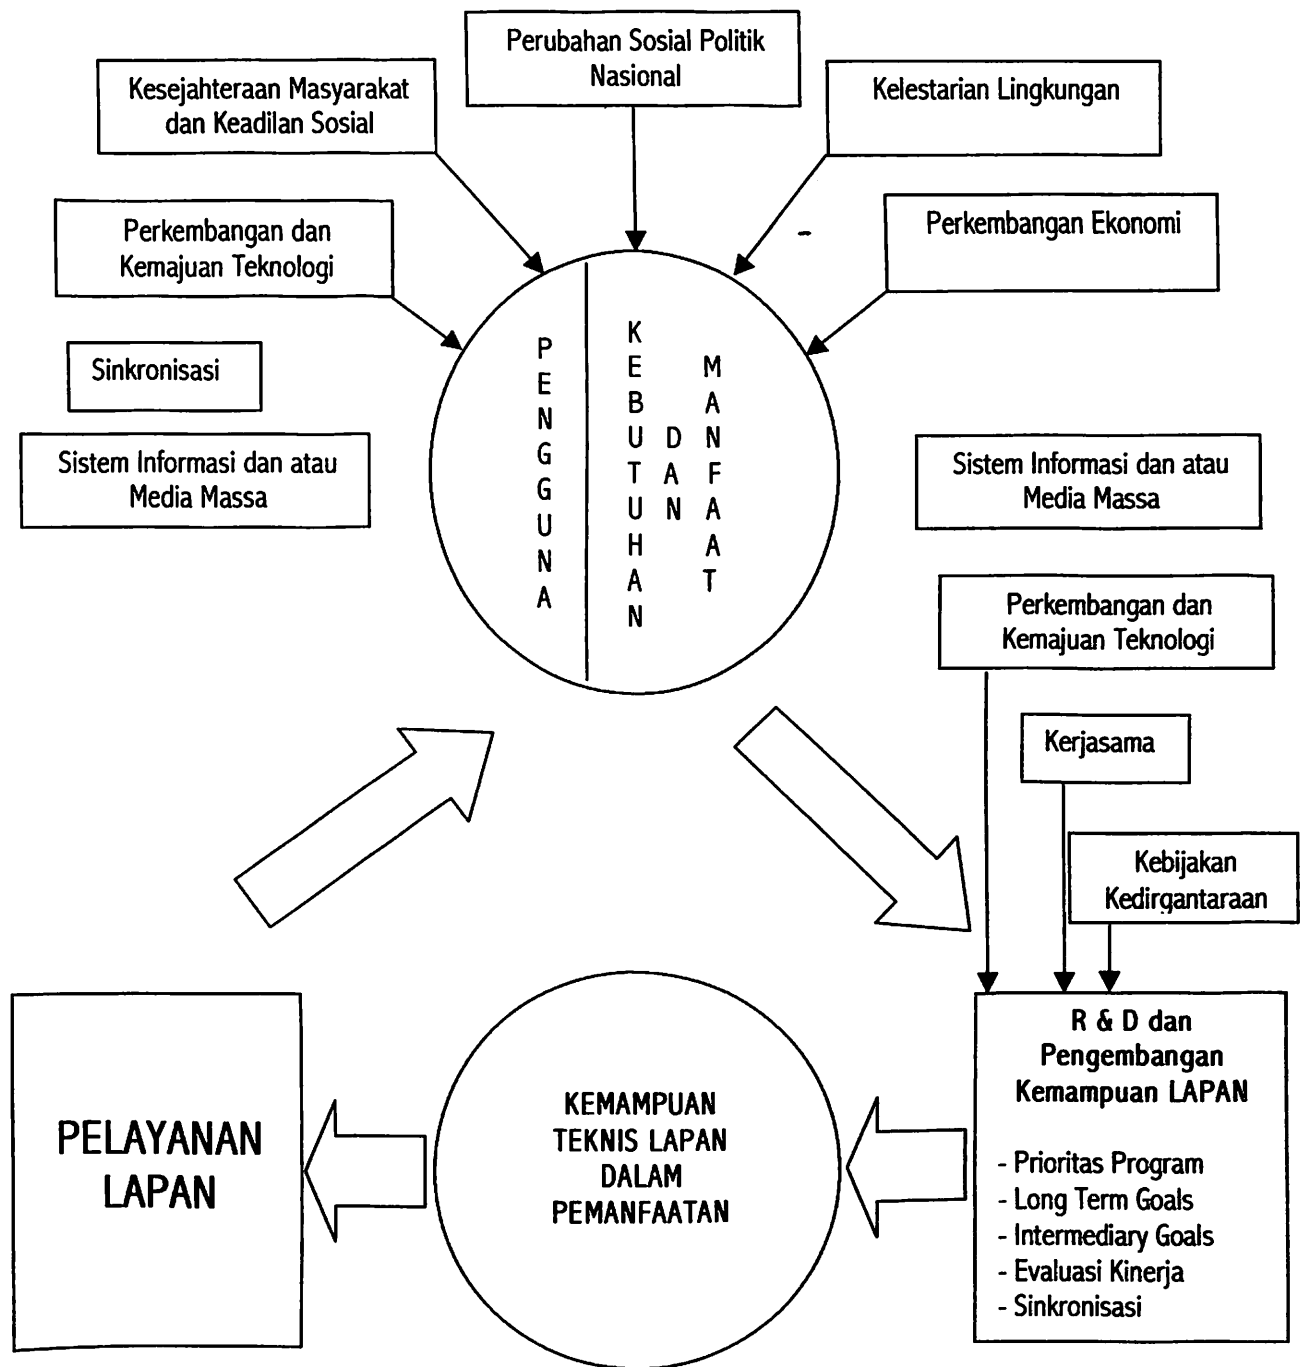 Perubahan Sosial Politik
Nasional
Kesejahteraan Masyarakat
dan Keadilan Sosial
Kelestarian Lingkungan
Perkembangan dan
Kemajuan Teknologi
Perkembangan Ekonomi
Sinkronisasi
Sistem Informasi dan atau
Media Massa
PENGGUNA
KEBUTUHAN
DAN
MANFAAT
Sistem Informasi dan atau
Media Massa
Perkembangan dan
Kemajuan Teknologi
Kerjasama
Kebijakan
Kedirgantaraan
R & D dan
Pengembangan
Kemampuan LAPAN
- Prioritas Program
- Long Term Goals
- Intermediary Goals
- Evaluasi Kinerja
- Sinkronisasi
KEMAMPUAN
TEKNIS LAPAN
DALAM
PEMANFAATAN
PELAYANAN
LAPAN